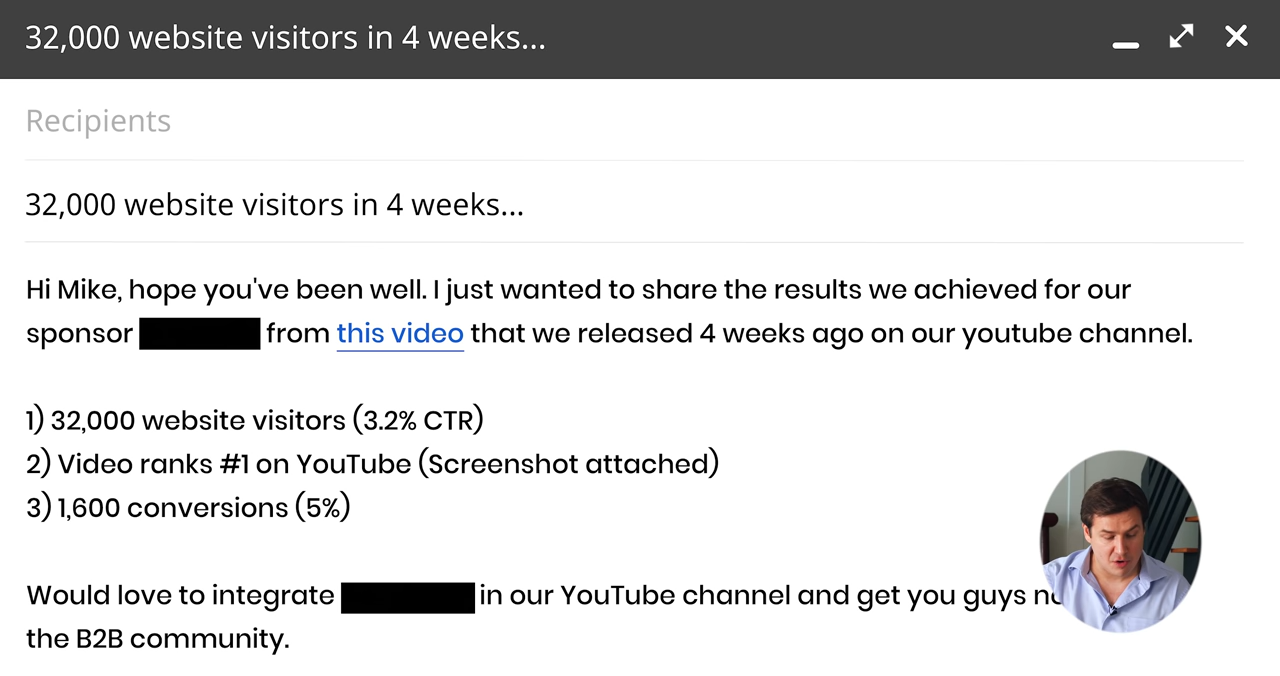 32,000 website visitors in 4 weeks...
Recipients
32,000 website visitors in 4 weeks...
Hi Mike, hope you've been well. I just wanted to share the results we achieved for our
sponsor from this video that we released 4 weeks ago on our youtube channel.
1) 32,000 website visitors (3.2% CTR)
2) Video ranks #1 on YouTube (Screenshot attached)
3) 1,600 conversions (5%)
Would love to integrate in our YouTube channel and get you guys
the B2B community.